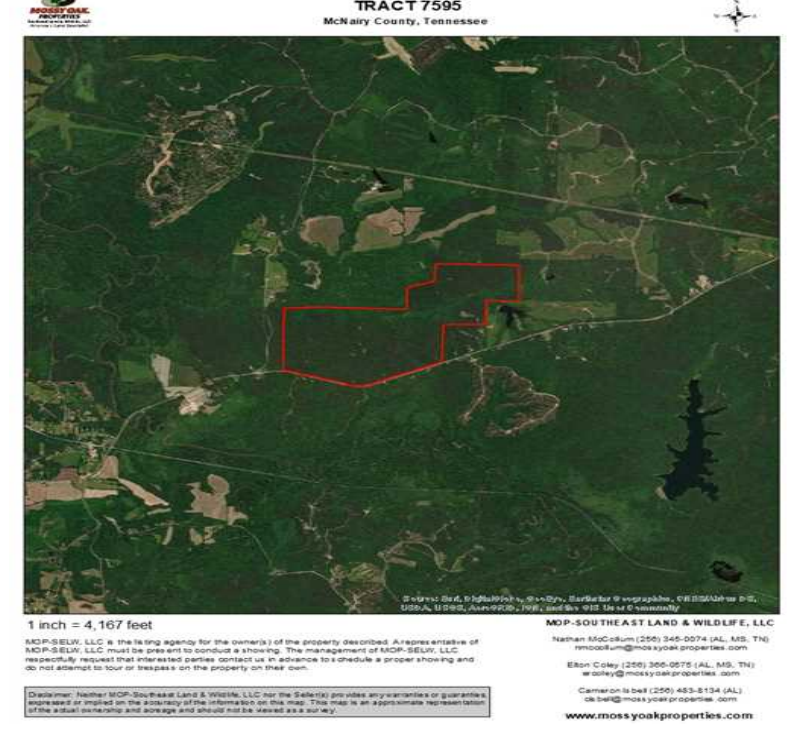 TRACT 7595
McNairy County, Tennessee
MOSSY OAK
PROPERTIES
1 inch = 4,167 feet
MOP-SELW, LLC is the listing agency for the owner(s) of the property described. A representative of
MOP-SELW, LLC must be present to conduct a showing. The management of MOP-SELW, LLC
respectfully request that interested parties contact us in advance to schedule a proper showing and
do not attempt to tour or trespass on the property on their own.
Disclaimer: Neither MOP-Southeast Land & Wildlife, LLC nor the Seller(s) provides any warranties or guaranties,
expressed or implied on the accuracy of the information on this map. This map is an approximate representation
of the actual ownership and acreage and should not be viewed as a survey.
MOP-SOUTHEAST LAND & WILDLIFE, LLC
Nathan McCollum (256) 345-0074 (AL, MS, TN)
nmccollum@mossyoakproperties.com
Elton Coley (256) 366-0575 (AL, MS, TN)
ecoley@mossyoakproperties.com
Cameron Isbell (256) 483-8134 (AL)
cisbell@mossyoakproperties.com
www.mossyoakproperties.com